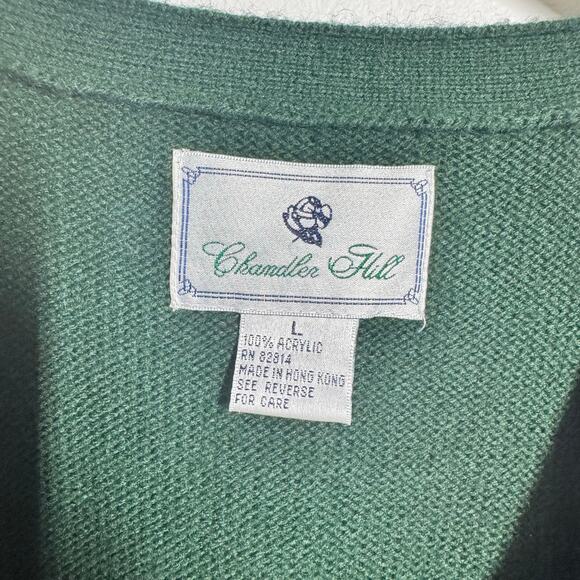 Chandler Hill
L
100% ACRYLIC
RN 82814
MADE IN HONG KONG
SEE REVERSE
FOR CARE